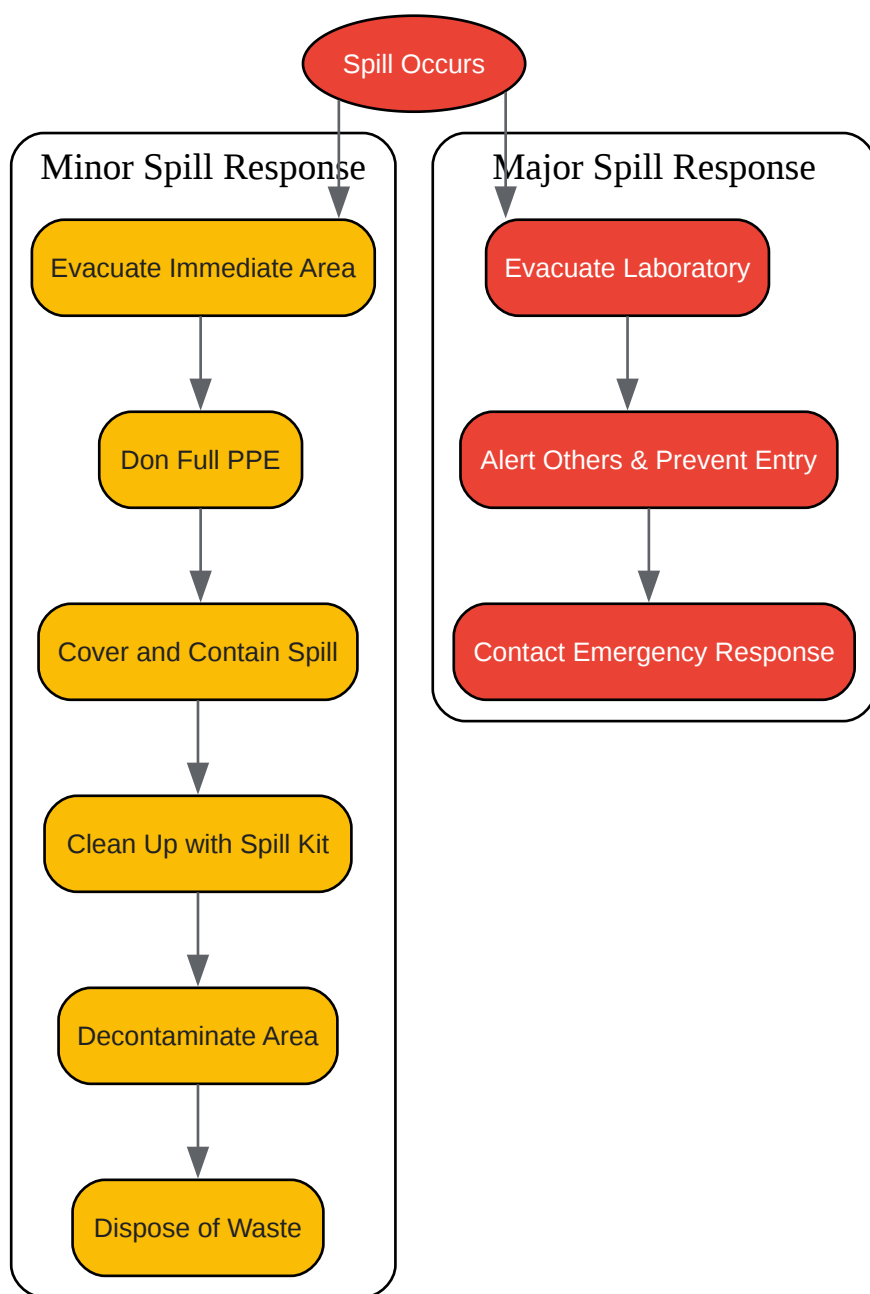 Spill Occurs
Minor Spill Response
Evacuate Immediate Area
Don Full PPE
Cover and Contain Spill
Clean Up with Spill Kit
Decontaminate Area
Dispose of Waste
Major Spill Response
Evacuate Laboratory
Alert Others & Prevent Entry
Contact Emergency Response